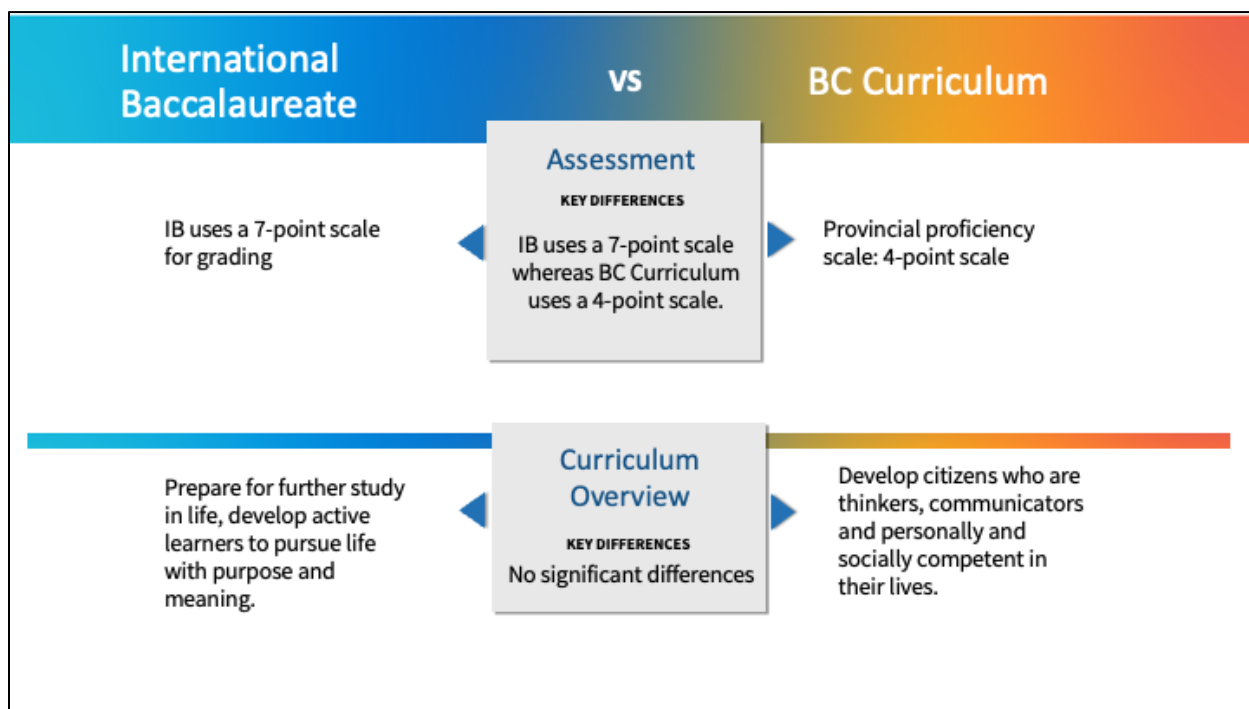 International
Baccalaureate
VS
BC Curriculum
Assessment
KEY DIFFERENCES
IB uses a 7-point scale
whereas BC Curriculum
uses a 4-point scale.
IB uses a 7-point scale
for grading
Provincial proficiency
scale: 4-point scale
Curriculum
Overview
KEY DIFFERENCES
No significant differences
Prepare for further study
in life, develop active
learners to pursue life
with purpose and
meaning.
Develop citizens who are
thinkers, communicators
and personally and
socially competent in
their lives.